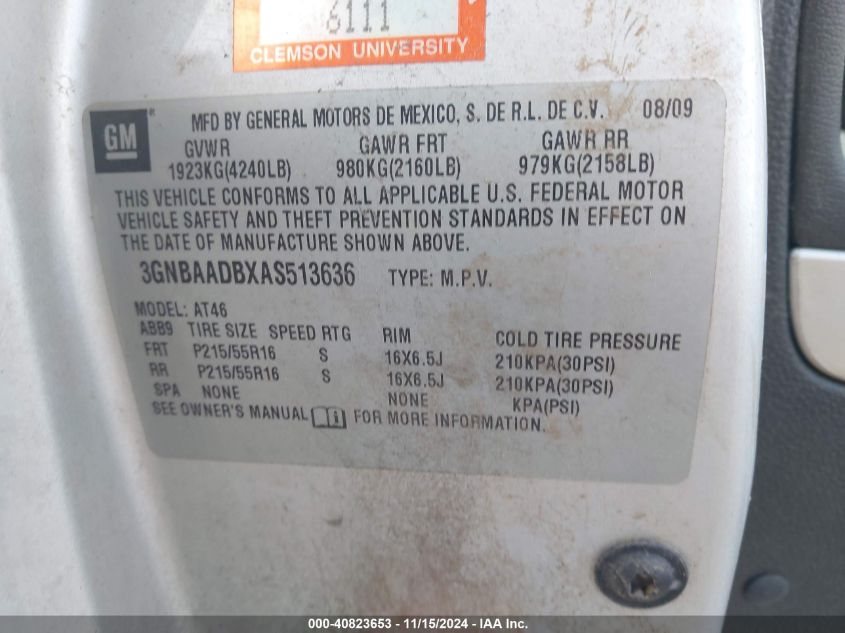 6111
CLEMSON UNIVERSITY
GM
MFD BY GENERAL MOTORS DE MEXICO, S. DE R.L. DE C.V. 08/09
GVWR GAWR FRT GAWR RR
1923KG(4240LB) 980KG(2160LB) 979KG(2158LB)
THIS VEHICLE CONFORMS TO ALL APPLICABLE U.S. FEDERAL MOTOR
VEHICLE SAFETY AND THEFT PREVENTION STANDARDS IN EFFECT ON
THE DATE OF MANUFACTURE SHOWN ABOVE.
3GNBAADBXAS513636 TYPE: M.P.V.
MODEL: AT46
ABB9 TIRE SIZE SPEED RTG RIM COLD TIRE PRESSURE
FRT P215/55R16 S 16X6.5J 210KPA(30PSI)
RR P215/55R16 S 16X6.5J 210KPA(30PSI)
SPA NONE NONE KPA(PSI)
SEE OWNER'S MANUAL FOR MORE INFORMATION.
000-40823653 - 11/15/2024 - IAA, Inc.